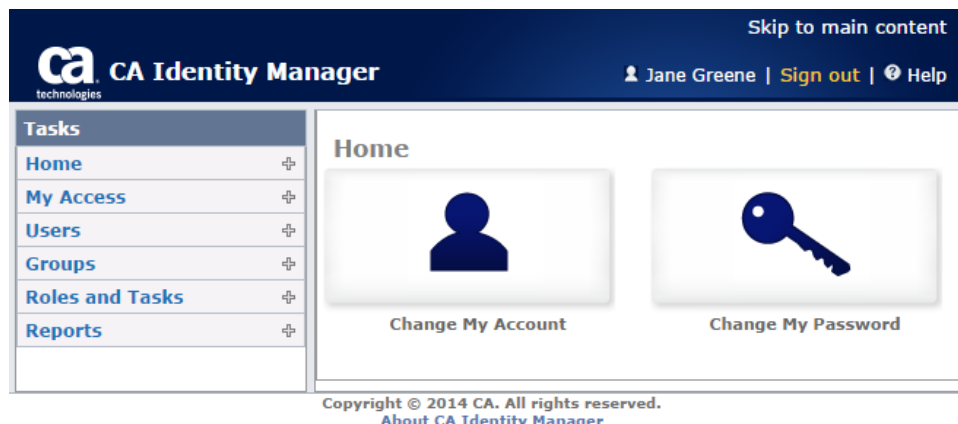 Skip to main content
ca
technologies
CA Identity Manager
Jane Greene | Sign out | ? Help
Tasks
Home
My Access
Users
Groups
Roles and Tasks
Reports
Home
Change My Account
Change My Password
Copyright © 2014 CA. All rights reserved.
About CA Identity Manager